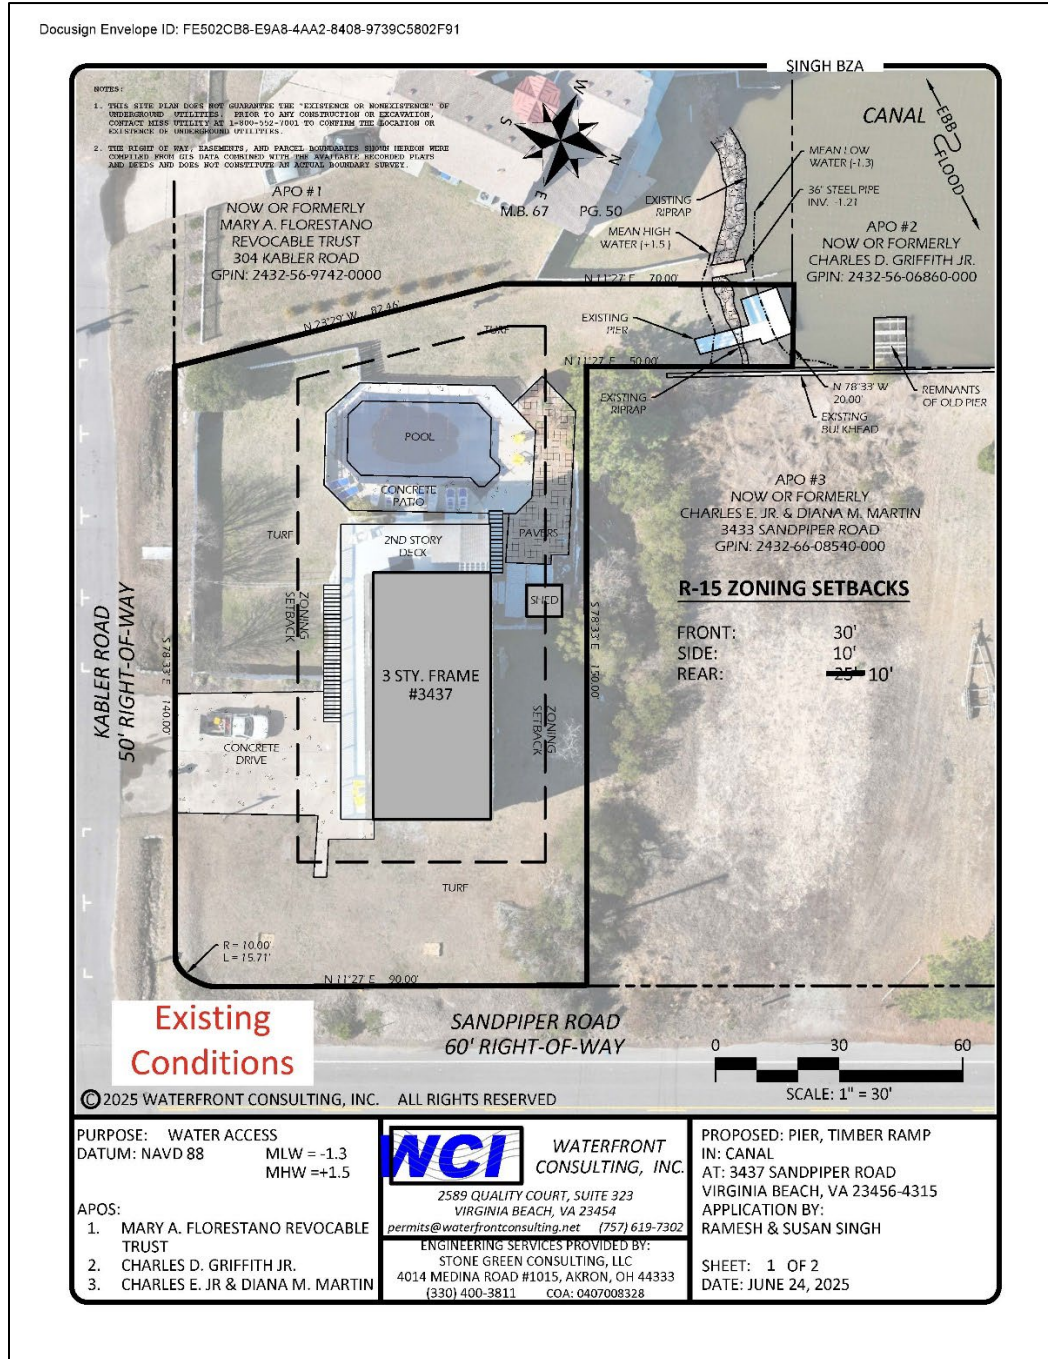 Docusign Envelope ID: FE502CB8-E9A8-4AA2-8408-9739C5802F91
SINGH BZA
NOTES:
1. THIS SITE PLAN DOES NOT GUARANTEE THE "EXISTENCE OR NONEXISTENCE" OF
UNDERGROUND UTILITIES. PRIOR TO ANY CONSTRUCTION OR EXCAVATION,
CONTACT MISS UTILITY AT 1-800-552-7001 TO CONFIRM THE LOCATION OR
EXISTENCE OF UNDERGROUND UTILITIES.
2. THE RIGHT OF WAY, EASEMENTS, AND PARCEL BOUNDARIES SHOWN HEREON WERE
COMPILED FROM GIS DATA COMBINED WITH THE AVAILABLE RECORDED PLATS
AND DEEDS AND DOES NOT CONSTITUTE AN ACTUAL BOUNDARY SURVEY.
W
S
N
E
CANAL
EBB
FLOOD
MEAN LOW
WATER (-1.3)
36' STEEL PIPE
INV. -1.21
EXISTING
RIPRAP
MEAN HIGH
WATER (+1.5)
M.B. 67 PG. 50
APO #1
NOW OR FORMERLY
MARY A. FLORESTANO
REVOCABLE TRUST
304 KABLER ROAD
GPIN: 2432-56-9742-0000
APO #2
NOW OR FORMERLY
CHARLES D. GRIFFITH JR.
GPIN: 2432-56-06860-000
N 11°27' E 70.00'
N 23°29' W 82.46'
TURF
EXISTING
PIER
N 11°27' E 50.00'
EXISTING
RIPRAP
N 78°33' W
20.00'
EXISTING
BULKHEAD
REMNANTS
OF OLD PIER
POOL
CONCRETE
PATIO
2ND STORY
DECK
PAVERS
SHED
TURF
ZONING
SETBACK
APO #3
NOW OR FORMERLY
CHARLES E. JR. & DIANA M. MARTIN
3433 SANDPIPER ROAD
GPIN: 2432-66-08540-000
R-15 ZONING SETBACKS
FRONT: 30'
SIDE: 10'
REAR: 25' 10'
KABLER ROAD
50' RIGHT-OF-WAY
S 78°33' E 140.00'
3 STY. FRAME
#3437
S 78°33' E 150.00'
ZONING
SETBACK
CONCRETE
DRIVE
TURF
R = 10.00'
L = 15.71'
N 11°27' E 90.00'
Existing
Conditions
SANDPIPER ROAD
60' RIGHT-OF-WAY
0 30 60
SCALE: 1" = 30'
© 2025 WATERFRONT CONSULTING, INC. ALL RIGHTS RESERVED
PURPOSE: WATER ACCESS
DATUM: NAVD 88 MLW = -1.3
MHW =+1.5
APOS:
1. MARY A. FLORESTANO REVOCABLE
TRUST
2. CHARLES D. GRIFFITH JR.
3. CHARLES E. JR & DIANA M. MARTIN
WCI
WATERFRONT
CONSULTING, INC.
2589 QUALITY COURT, SUITE 323
VIRGINIA BEACH, VA 23454
permits@waterfrontconsulting.net (757) 619-7302
ENGINEERING SERVICES PROVIDED BY:
STONE GREEN CONSULTING, LLC
4014 MEDINA ROAD #1015, AKRON, OH 44333
(330) 400-3811 COA: 0407008328
PROPOSED: PIER, TIMBER RAMP
IN: CANAL
AT: 3437 SANDPIPER ROAD
VIRGINIA BEACH, VA 23456-4315
APPLICATION BY:
RAMESH & SUSAN SINGH
SHEET: 1 OF 2
DATE: JUNE 24, 2025